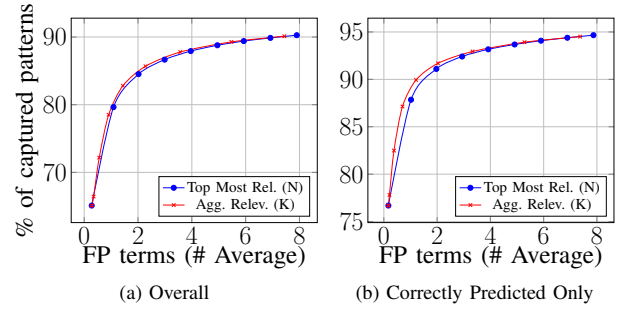 % of captured patterns
90
80
70
0
2
4
6
8
FP terms (# Average)
Top Most Rel. (N)
Agg. Relev. (K)
(a) Overall
95
90
85
80
75
0
2
4
6
8
FP terms (# Average)
Top Most Rel. (N)
Agg. Relev. (K)
(b) Correctly Predicted Only